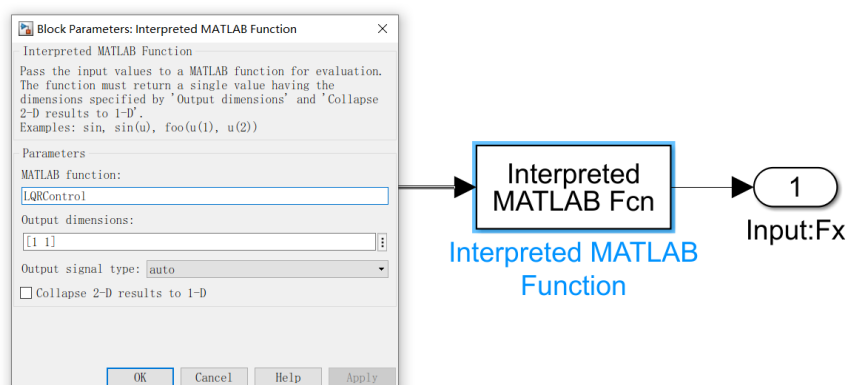 Block Parameters: Interpreted MATLAB Function
Interpreted MATLAB Function
Pass the input values to a MATLAB function for evaluation.
The function must return a single value having the
dimensions specified by 'Output dimensions' and 'Collapse
2-D results to 1-D'.
Examples: sin, sin(u), foo(u(1), u(2))
Parameters
MATLAB function:
LQRControl
Output dimensions:
[1 1]
Output signal type: auto
Collapse 2-D results to 1-D
OK Cancel Help Apply
Interpreted
MATLAB Fcn
Interpreted MATLAB
Function
1
Input:Fx